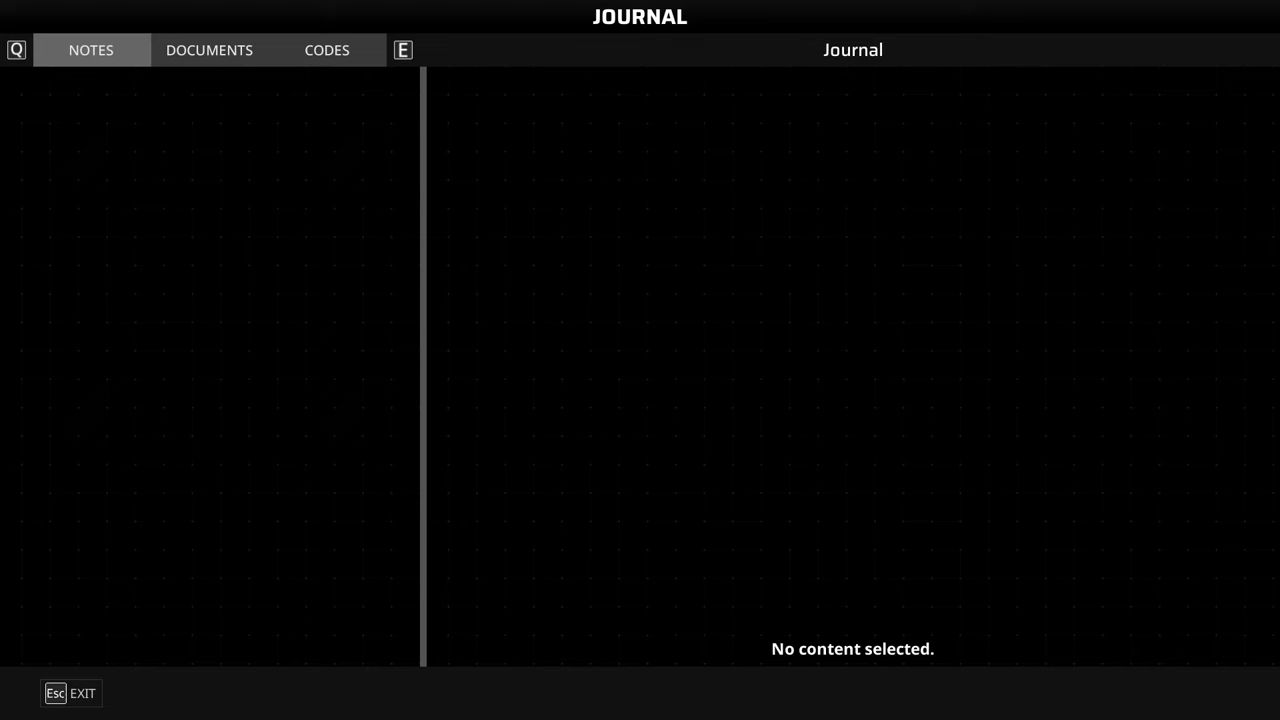 JOURNAL
Q NOTES DOCUMENTS CODES E Journal
No content selected.
Esc EXIT